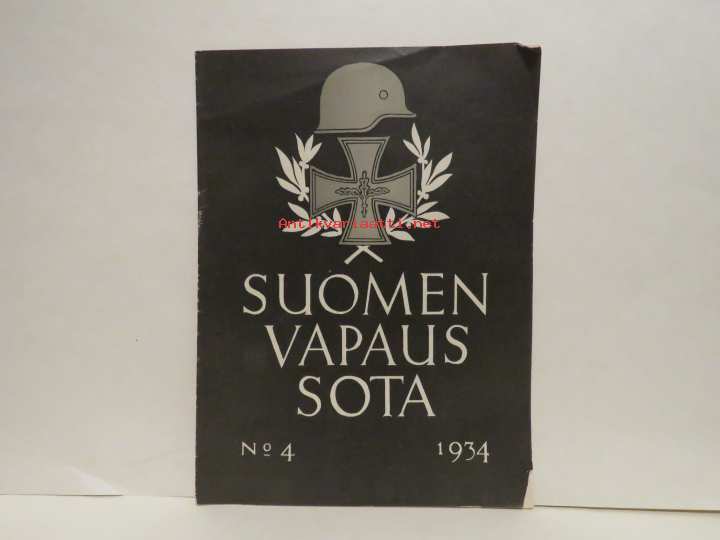 Antikvariaatti.net
SUOMEN
VAPAUS
SOTA
No 4 1934